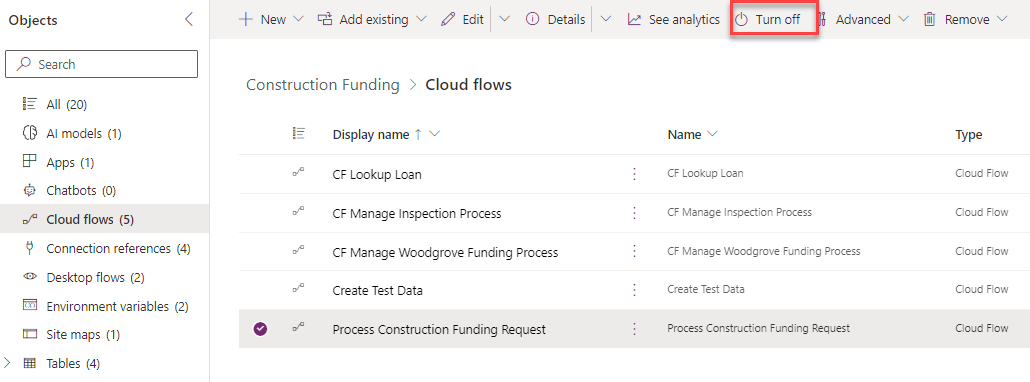 Objects
Search
All (20)
AI models (1)
Apps (1)
Chatbots (0)
Cloud flows (5)
Connection references (4)
Desktop flows (2)
Environment variables (2)
Site maps (1)
Tables (4)
New Add existing Edit Details See analytics Turn off Advanced Remove
Construction Funding > Cloud flows
Display name ↑ Name Type
CF Lookup Loan CF Lookup Loan Cloud Flow
CF Manage Inspection Process CF Manage Inspection Process Cloud Flow
CF Manage Woodgrove Funding Process CF Manage Woodgrove Funding Process Cloud Flow
Create Test Data Create Test Data Cloud Flow
Process Construction Funding Request Process Construction Funding Request Cloud Flow